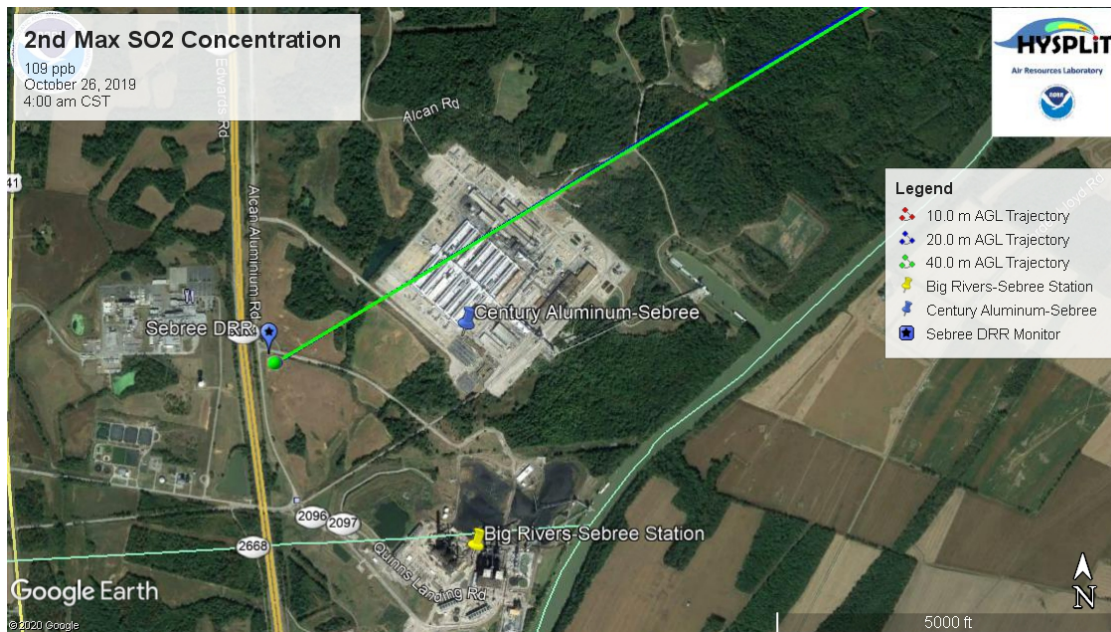 2nd Max SO2 Concentration
109 ppb
October 26, 2019
4:00 am CST
Edwards Rd
HYSPLIT
Air Resources Laboratory
NOAA
Alcan Rd
41
Legend
10.0 m AGL Trajectory
20.0 m AGL Trajectory
40.0 m AGL Trajectory
Big Rivers-Sebree Station
Century Aluminum-Sebree
Sebree DRR Monitor
Alcan Aluminium Rd
Century Aluminum-Sebree
Sebree DRR
2096
2097
2668
Big Rivers-Sebree Station
Quinns Landing Rd
Google Earth
© 2020 Google
N
5000 ft